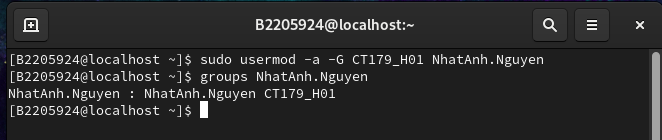 B2205924@localhost:~
[B2205924@localhost ~]$ sudo usermod -a -G CT179_H01 NhatAnh.Nguyen
[B2205924@localhost ~]$ groups NhatAnh.Nguyen
NhatAnh.Nguyen : NhatAnh.Nguyen CT179_H01
[B2205924@localhost ~]$